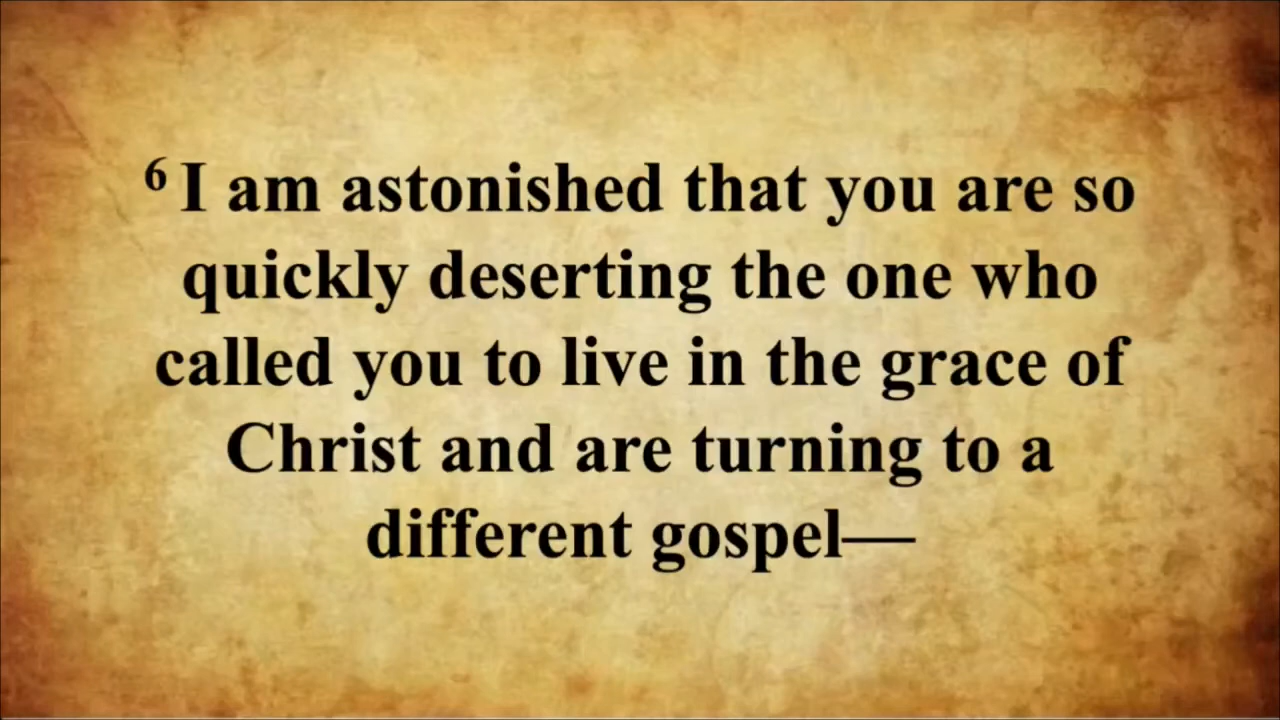 6 I am astonished that you are so
quickly deserting the one who
called you to live in the grace of
Christ and are turning to a
different gospel—